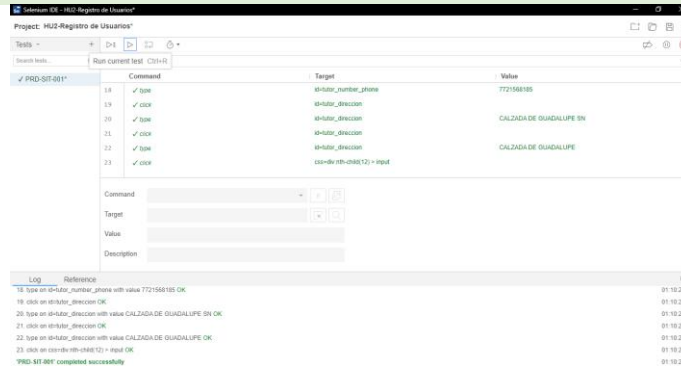 Selenium IDE - HU2-Registro de Usuarios*
Project: HU2-Registro de Usuarios*
Tests
Search tests...
Run current test Ctrl+R
✓ PRD-SIT-001*
Command Target Value
18 ✓ type id=tutor_number_phone 7721568185
19 ✓ click id=tutor_direccion
20 ✓ type id=tutor_direccion CALZADA DE GUADALUPE SN
21 ✓ click id=tutor_direccion
22 ✓ type id=tutor_direccion CALZADA DE GUADALUPE
23 ✓ click css=div:nth-child(12) > input
Command
Target
Value
Description
Log Reference
18. type on id=tutor_number_phone with value 7721568185 OK
19. click on id=tutor_direccion OK
20. type on id=tutor_direccion with value CALZADA DE GUADALUPE SN OK
21. click on id=tutor_direccion OK
22. type on id=tutor_direccion with value CALZADA DE GUADALUPE OK
23. click on css=div:nth-child(12) > input OK
'PRD-SIT-001' completed successfully